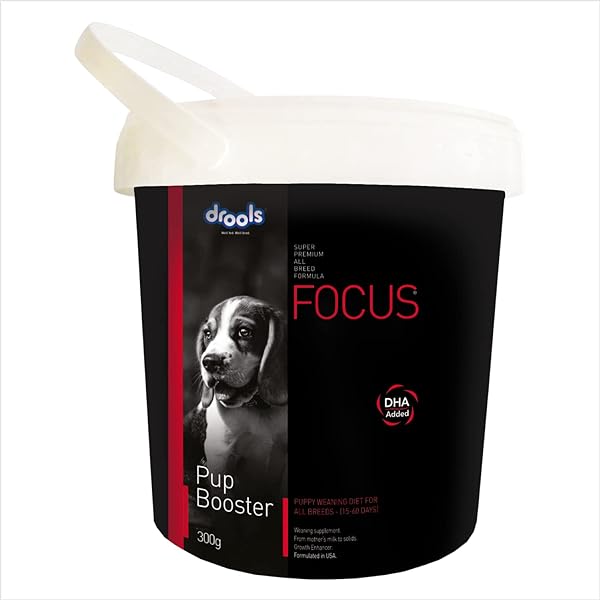 drools
SUPER
PREMIUM
ALL
BREED
FORMULA
FOCUS®
DHA
Added
Pup
Booster
300g
PUPPY WEANING DIET FOR
ALL BREEDS - (15-60 DAYS)
Weaning supplement.
From mother's milk to solids.
Growth Enhancer.
Formulated in USA.